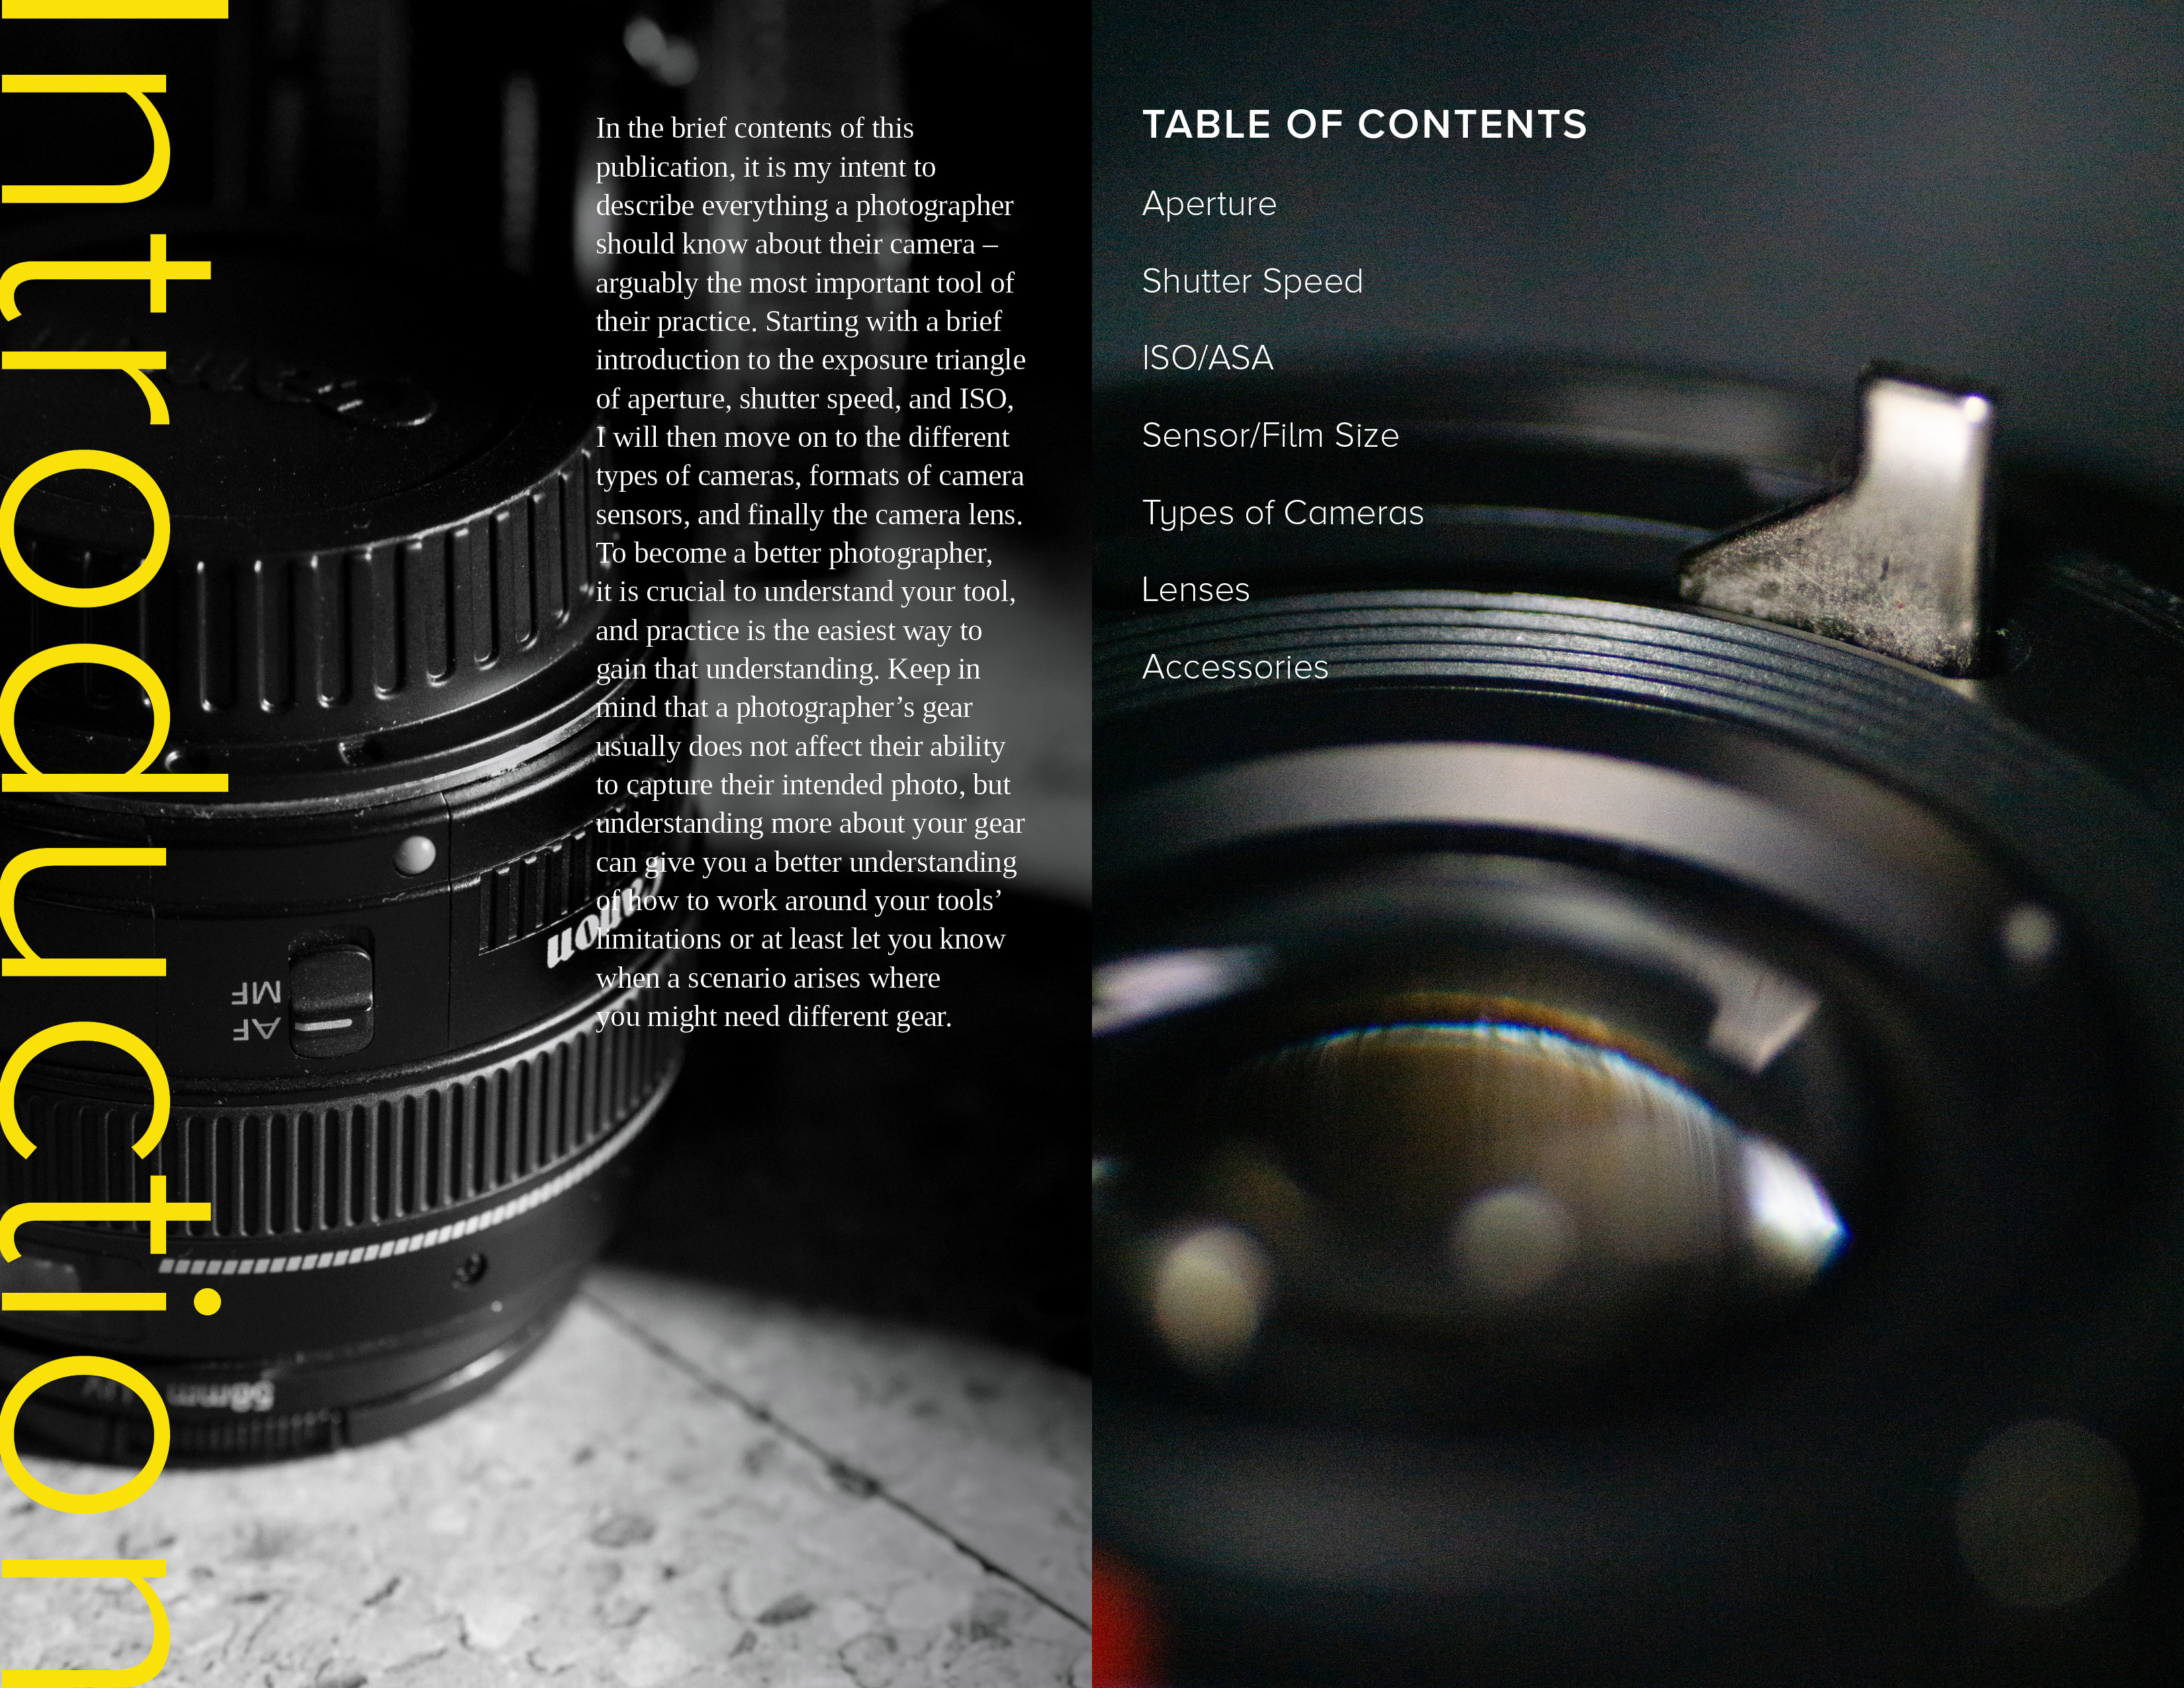 Introduction
In the brief contents of this
publication, it is my intent to
describe everything a photographer
should know about their camera –
arguably the most important tool of
their practice. Starting with a brief
introduction to the exposure triangle
of aperture, shutter speed, and ISO,
I will then move on to the different
types of cameras, formats of camera
sensors, and finally the camera lens.
To become a better photographer,
it is crucial to understand your tool,
and practice is the easiest way to
gain that understanding. Keep in
mind that a photographer’s gear
usually does not affect their ability
to capture their intended photo, but
understanding more about your gear
can give you a better understanding
of how to work around your tools’
limitations or at least let you know
when a scenario arises where
you might need different gear.
AF
MF
Canon
58mm
TABLE OF CONTENTS
Aperture
Shutter Speed
ISO/ASA
Sensor/Film Size
Types of Cameras
Lenses
Accessories